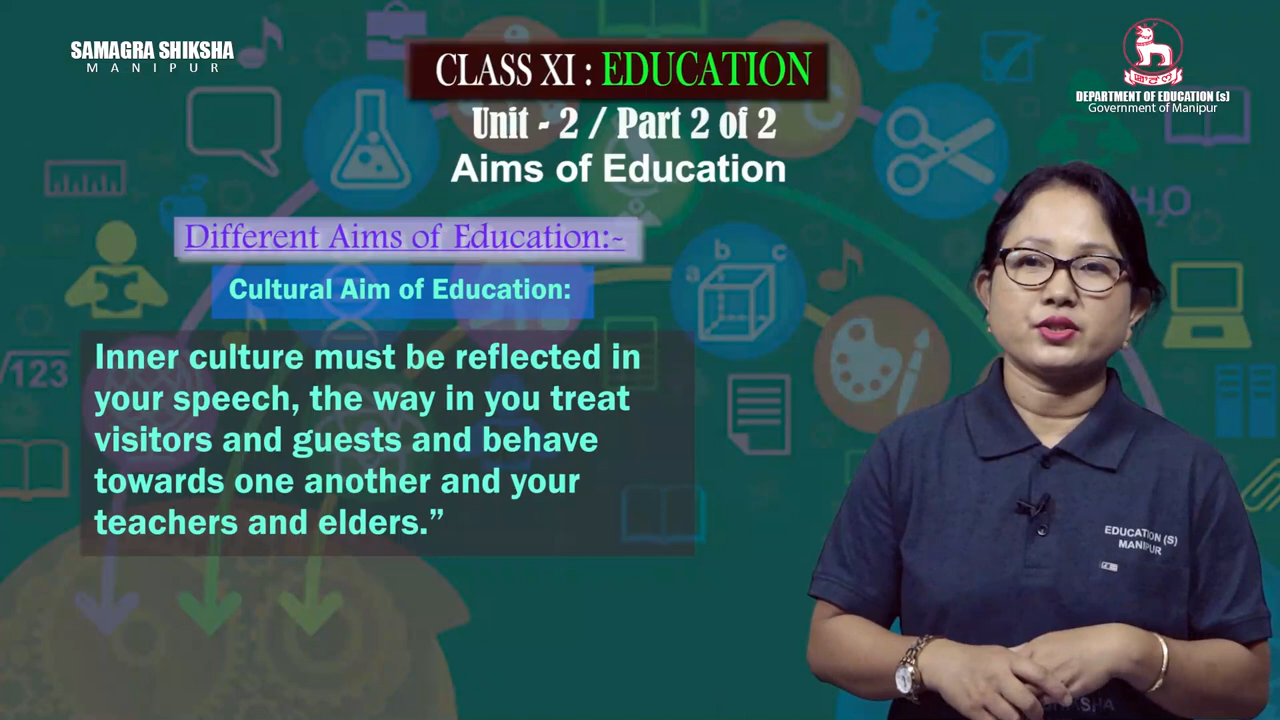 SAMAGRA SHIKSHA
MANIPUR
CLASS XI : EDUCATION
Unit - 2 / Part 2 of 2
Aims of Education
DEPARTMENT OF EDUCATION (S)
Government of Manipur
Different Aims of Education:-
Cultural Aim of Education:
Inner culture must be reflected in
your speech, the way in you treat
visitors and guests and behave
towards one another and your
teachers and elders.”
EDUCATION (S)
MANIPUR
H₂O
a b c
√123